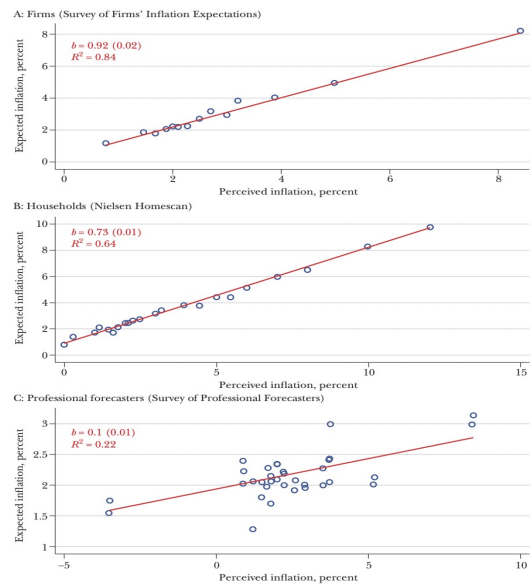 A: Firms (Survey of Firms' Inflation Expectations)
Expected inflation, percent
b = 0.92 (0.02)
R² = 0.84
8
6
4
2
0
0 2 4 6 8
Perceived inflation, percent
B: Households (Nielsen Homescan)
Expected inflation, percent
b = 0.73 (0.01)
R² = 0.64
10
8
6
4
2
0
0 5 10 15
Perceived inflation, percent
C: Professional forecasters (Survey of Professional Forecasters)
Expected inflation, percent
b = 0.1 (0.01)
R² = 0.22
3
2.5
2
1.5
1
−5 0 5 10
Perceived inflation, percent